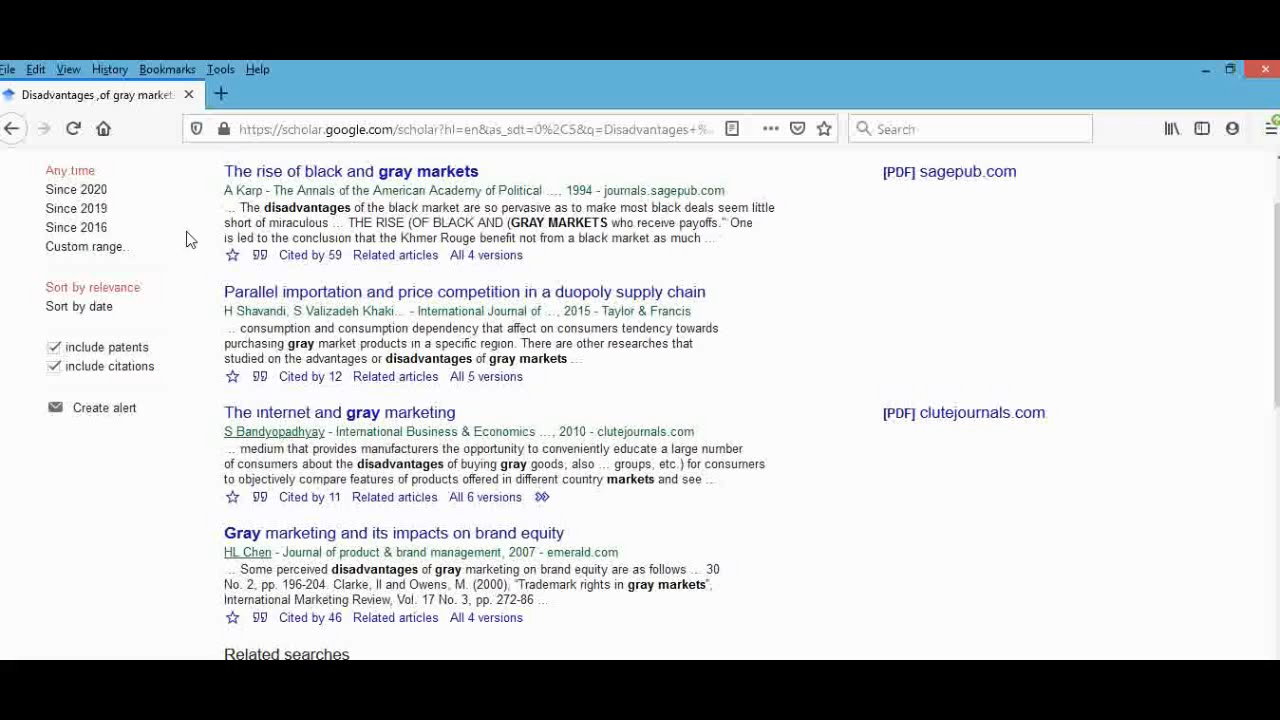 File Edit View History Bookmarks Tools Help
Disadvantages ,of gray market
https://scholar.google.com/scholar?hl=en&as_sdt=0%2C5&q=Disadvantages+%
Search
Any time
Since 2020
Since 2019
Since 2016
Custom range..
Sort by relevance
Sort by date
include patents
include citations
Create alert
The rise of black and gray markets
A Karp - The Annals of the American Academy of Political …, 1994 - journals.sagepub.com
.. The disadvantages of the black market are so pervasive as to make most black deals seem little
short of miraculous ... THE RISE (OF BLACK AND (GRAY MARKETS who receive payoffs." One
is led to the conclusion that the Khmer Rouge benefit not from a black market as much ...
Cited by 59 Related articles All 4 versions
[PDF] sagepub.com
Parallel importation and price competition in a duopoly supply chain
H Shavandi, S Valizadeh Khaki... - International Journal of …, 2015 - Taylor & Francis
.. consumption and consumption dependency that affect on consumers tendency towards
purchasing gray market products in a specific region. There are other researches that
studied on the advantages or disadvantages of gray markets ...
Cited by 12 Related articles All 5 versions
The internet and gray marketing
S Bandyopadhyay - International Business & Economics …, 2010 - clutejournals.com
.. medium that provides manufacturers the opportunity to conveniently educate a large number
of consumers about the disadvantages of buying gray goods, also ... groups, etc.) for consumers
to objectively compare features of products offered in different country markets and see ..
Cited by 11 Related articles All 6 versions
[PDF] clutejournals.com
Gray marketing and its impacts on brand equity
HL Chen - Journal of product & brand management, 2007 - emerald.com
.. Some perceived disadvantages of gray marketing on brand equity are as follows ... 30
No. 2, pp. 196-204. Clarke, II and Owens, M. (2000), "Trademark rights in gray markets",
International Marketing Review, Vol. 17 No. 3, pp. 272-86 ...
Cited by 46 Related articles All 4 versions
Related searches